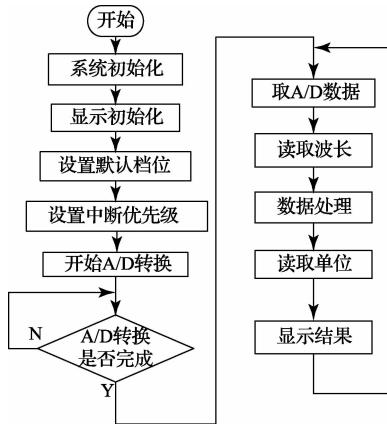 开始
系统初始化
显示初始化
设置默认档位
设置中断优先级
开始A/D转换
A/D转换
是否完成
N
Y
取A/D数据
读取波长
数据处理
读取单位
显示结果